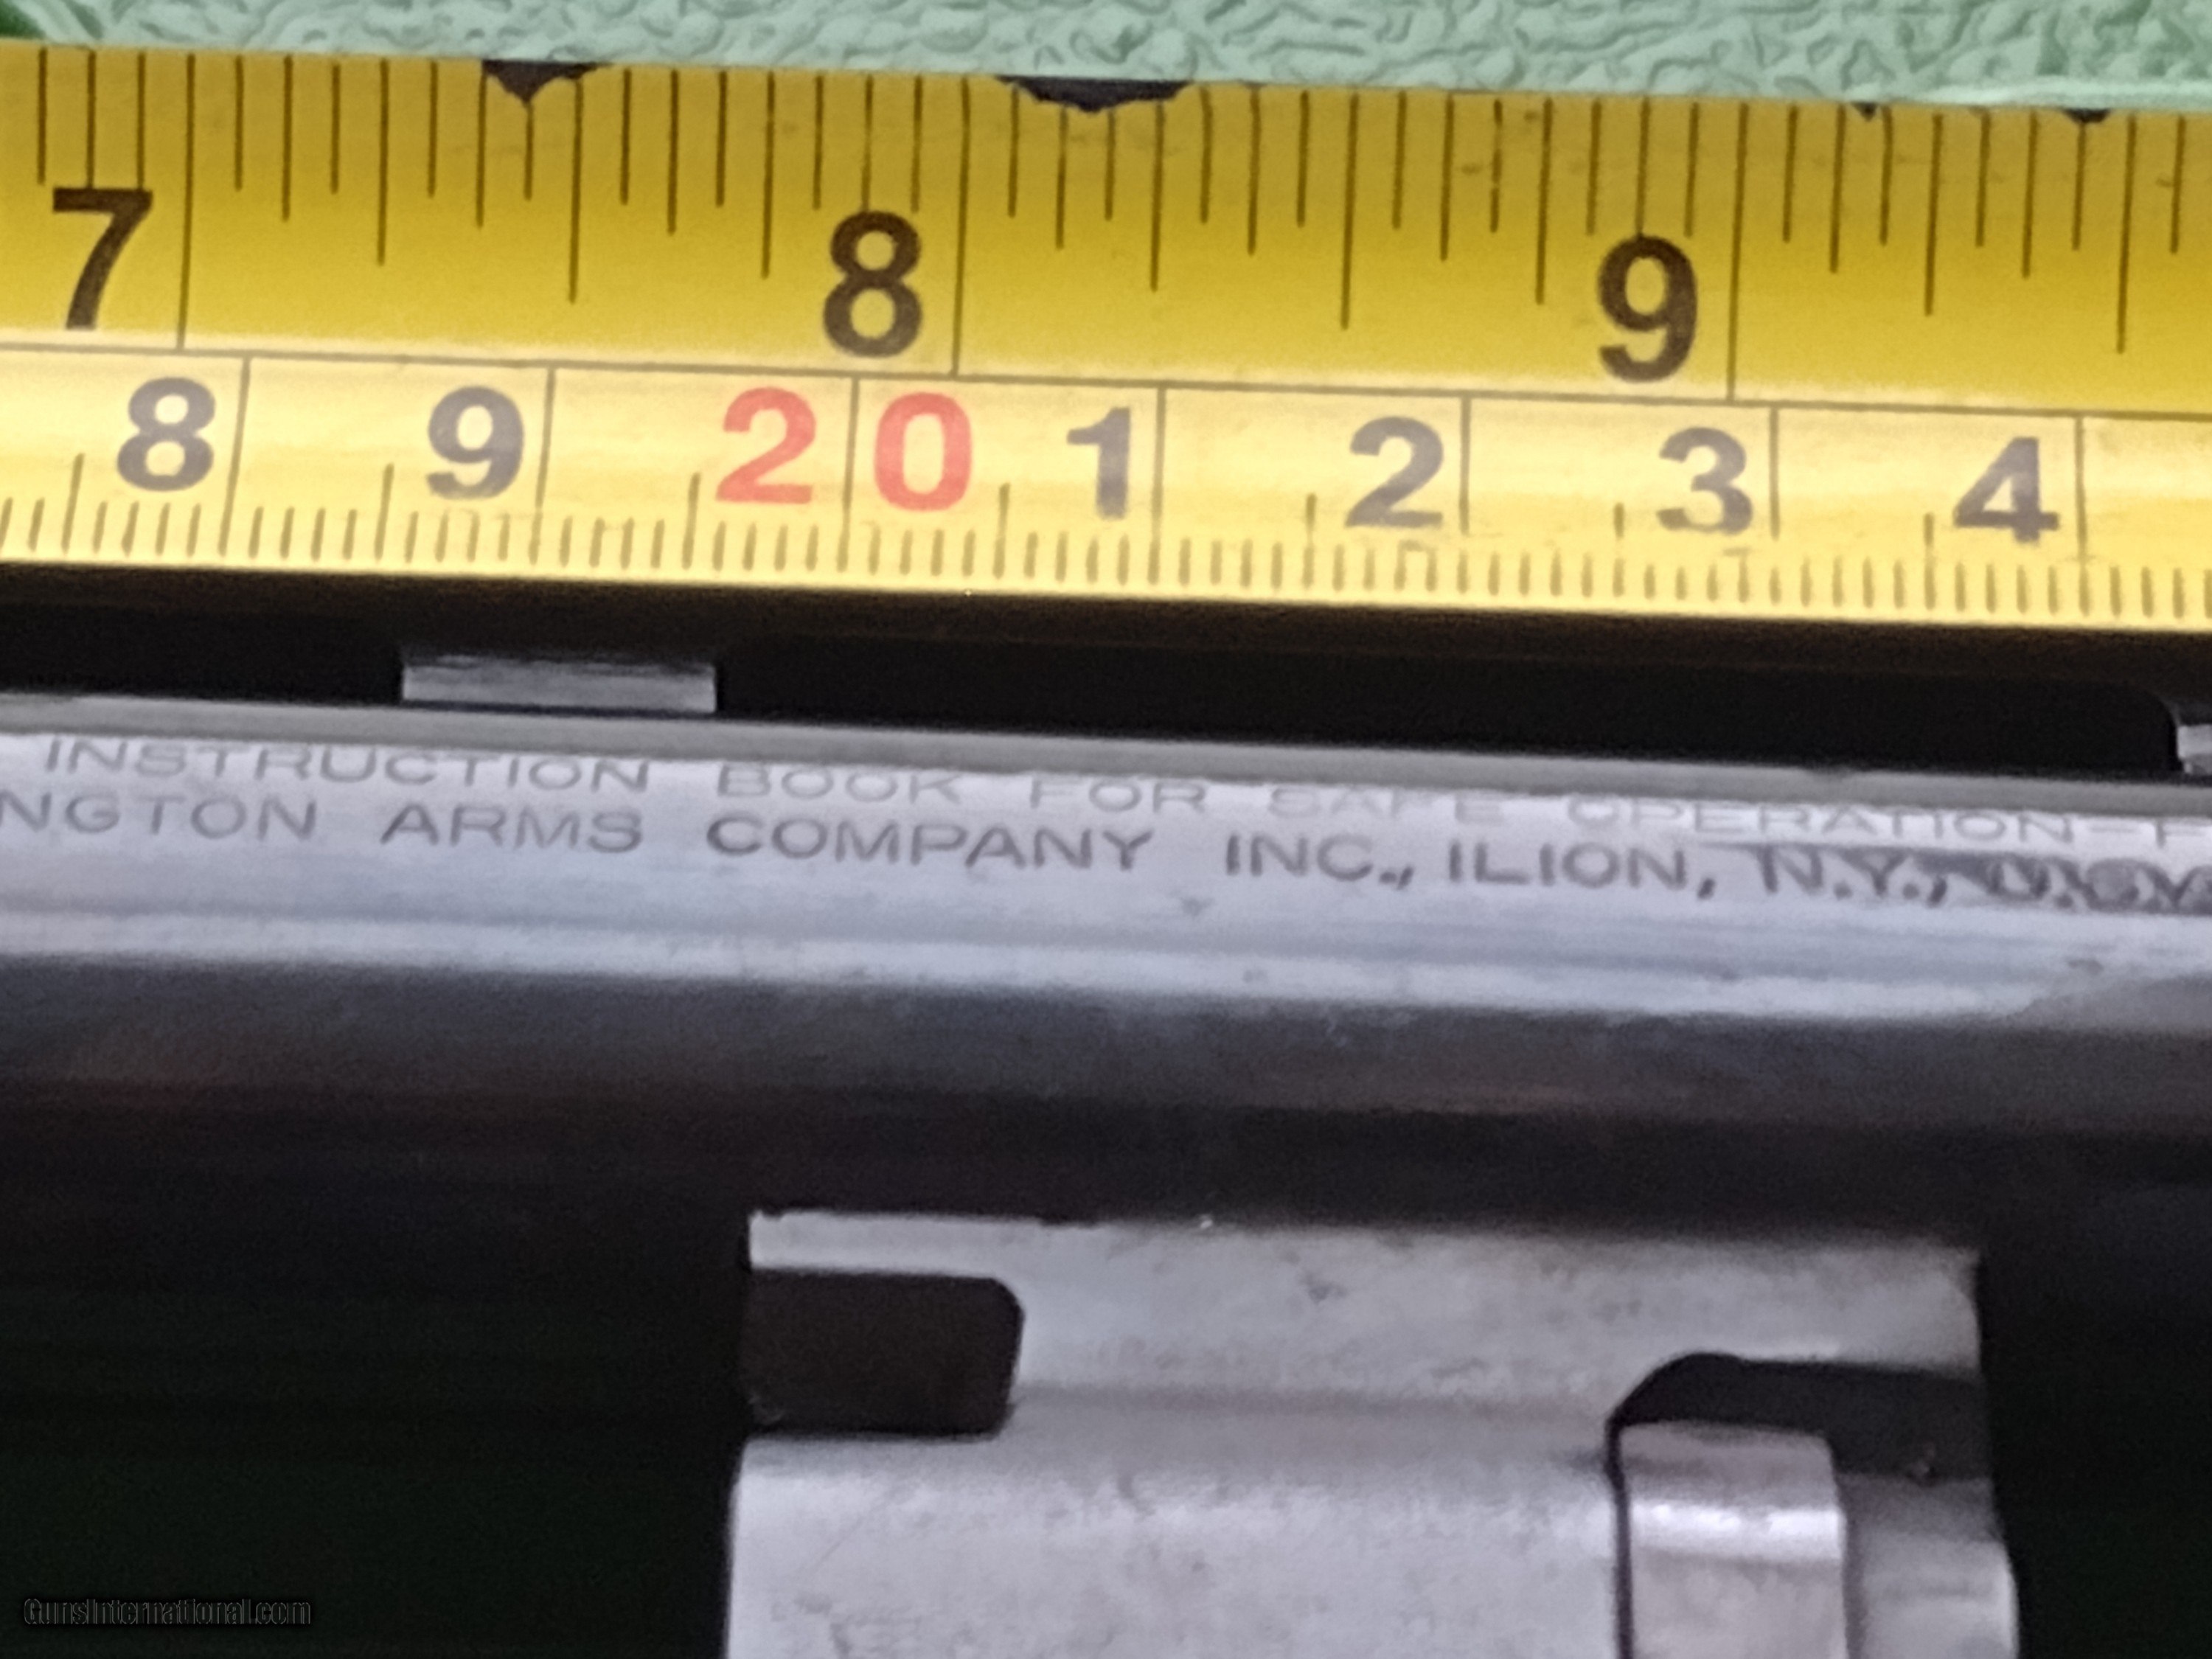 7 8 9
8 9 20 1 2 3 4
INSTRUCTION BOOK FOR SAFE OPERATION-F
NGTON ARMS COMPANY INC., ILION, N.Y., U.S.A.
GunsInternational.com